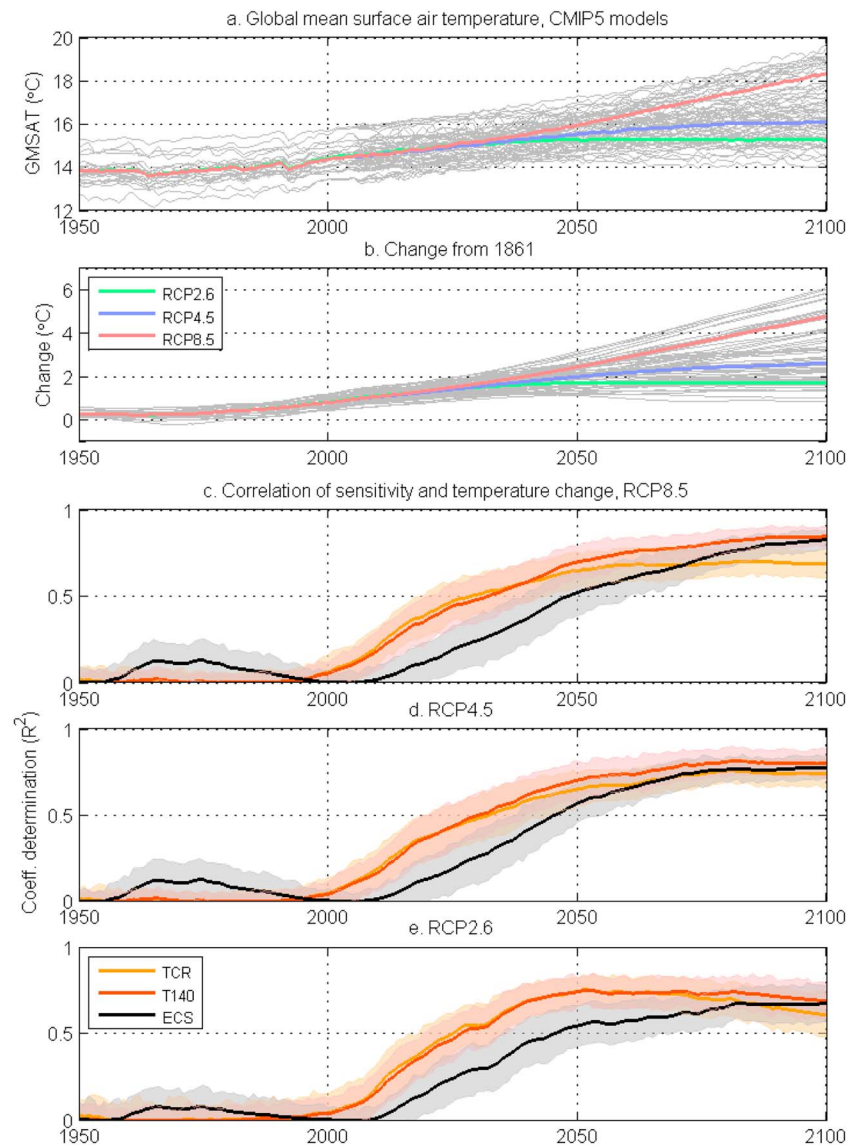 a. Global mean surface air temperature, CMIP5 models
20
18
16
14
12
GMSAT (°C)
1950 2000 2050 2100
b. Change from 1861
6
4
2
0
Change (°C)
RCP2.6
RCP4.5
RCP8.5
1950 2000 2050 2100
c. Correlation of sensitivity and temperature change, RCP8.5
1
0.5
0
1950 2000 2050 2100
d. RCP4.5
1
0.5
0
Coeff. determination (R²)
1950 2000 2050 2100
e. RCP2.6
1
0.5
0
TCR
T140
ECS
1950 2000 2050 2100